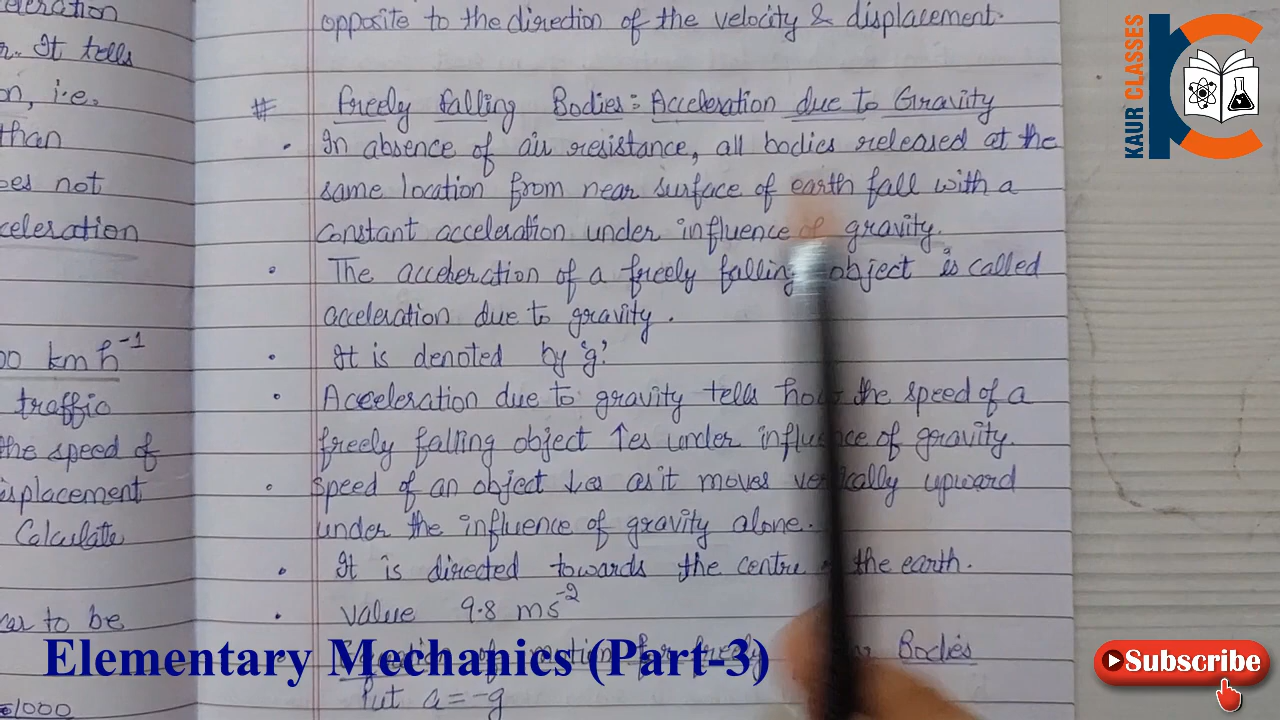 celeration
r. It tells
on, i.e.
than
oes not
celeration
00 km h⁻¹
traffic
the speed of
isplacement
Calculate
car to be
1000
opposite to the direction of the velocity & displacement.
# Freely Falling Bodies: Acceleration due to Gravity
• In absence of air resistance, all bodies released at the
same location from near surface of earth fall with a
constant acceleration under influence of gravity.
• The acceleration of a freely falling object is called
acceleration due to gravity.
• It is denoted by 'g'.
• Acceleration due to gravity tells how the speed of a
freely falling object ↑es under influence of gravity.
• Speed of an object ↓es as it moves vertically upward
under the influence of gravity alone.
• It is directed towards the centre the earth.
• Value 9.8 ms⁻²
Bodies
Put a = -g
KAUR CLASSES
Elementary Mechanics (Part-3)
Subscribe